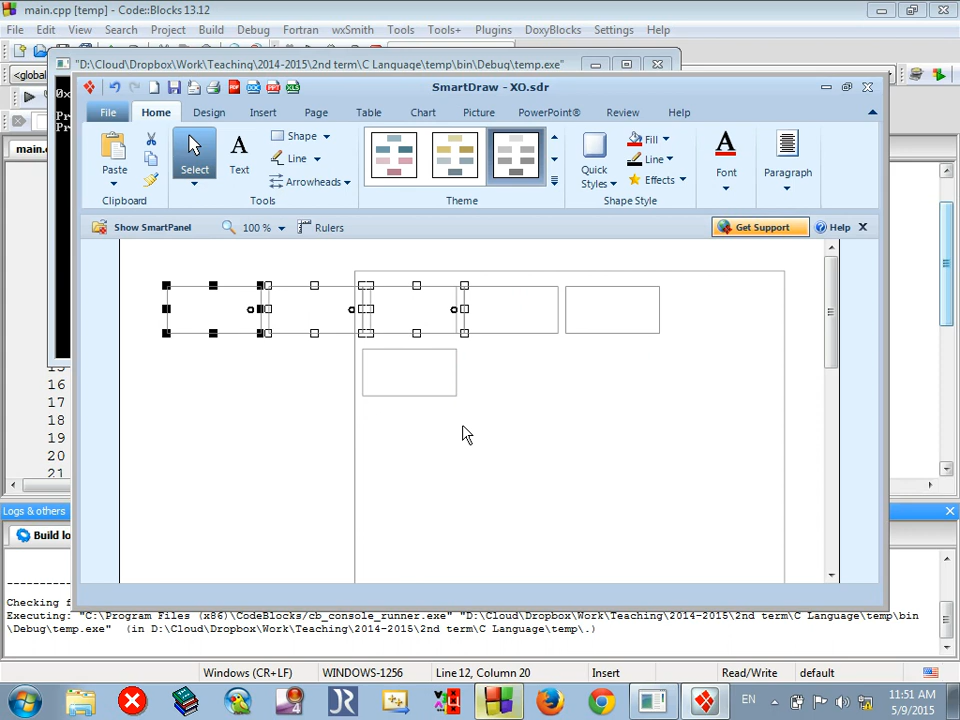 main.cpp [temp] - Code::Blocks 13.12
File Edit View Search Project Build Debug Fortran wxSmith Tools Tools+ Plugins DoxyBlocks Settings Help
"D:\Cloud\Dropbox\Work\Teaching\2014-2015\2nd term\C Language\temp\bin\Debug\temp.exe"
<global
SmartDraw - XO.sdr
File Home Design Insert Page Table Chart Picture PowerPoint® Review Help
0x
Pr
Pr
main.c
Paste
Clipboard
Select
Text
Shape
Line
Arrowheads
Tools
Theme
Quick
Styles
Fill
Line
Effects
Shape Style
Font
Paragraph
Show SmartPanel 100 % Rulers Get Support Help
16
17
18
19
20
21
Logs & others
Build lo
Checking f
Executing: "C:\Program Files (x86)\CodeBlocks/cb_console_runner.exe" "D:\Cloud\Dropbox\Work\Teaching\2014-2015\2nd term\C Language\temp\bin
\Debug\temp.exe" (in D:\Cloud\Dropbox\Work\Teaching\2014-2015\2nd term\C Language\temp\.)
Windows (CR+LF) WINDOWS-1256 Line 12, Column 20 Insert Read/Write default
EN
11:51 AM
5/9/2015